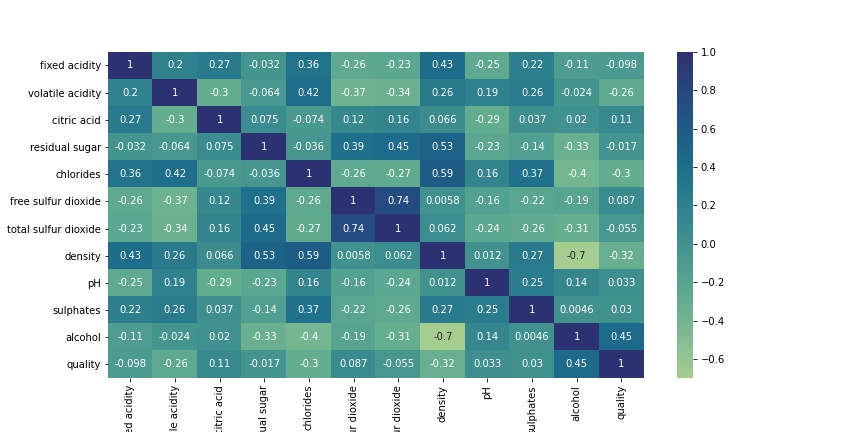 fixed acidity 1 0.2 0.27 -0.032 0.36 -0.26 -0.23 0.43 -0.25 0.22 -0.11 -0.098
volatile acidity 0.2 1 -0.3 -0.064 0.42 -0.37 -0.34 0.26 0.19 0.26 -0.024 -0.26
citric acid 0.27 -0.3 1 0.075 -0.074 0.12 0.16 0.066 -0.29 0.037 0.02 0.11
residual sugar -0.032 -0.064 0.075 1 -0.036 0.39 0.45 0.53 -0.23 -0.14 -0.33 -0.017
chlorides 0.36 0.42 -0.074 -0.036 1 -0.26 -0.27 0.59 0.16 0.37 -0.4 -0.3
free sulfur dioxide -0.26 -0.37 0.12 0.39 -0.26 1 0.74 0.0058 -0.16 -0.22 -0.19 0.087
total sulfur dioxide -0.23 -0.34 0.16 0.45 -0.27 0.74 1 0.062 -0.24 -0.26 -0.31 -0.055
density 0.43 0.26 0.066 0.53 0.59 0.0058 0.062 1 0.012 0.27 -0.7 -0.32
pH -0.25 0.19 -0.29 -0.23 0.16 -0.16 -0.24 0.012 1 0.25 0.14 0.033
sulphates 0.22 0.26 0.037 -0.14 0.37 -0.22 -0.26 0.27 0.25 1 0.0046 0.03
alcohol -0.11 -0.024 0.02 -0.33 -0.4 -0.19 -0.31 -0.7 0.14 0.0046 1 0.45
quality -0.098 -0.26 0.11 -0.017 -0.3 0.087 -0.055 -0.32 0.033 0.03 0.45 1
ed acidity
le acidity
citric acid
ual sugar
chlorides
ur dioxide
ur dioxide
density
pH
sulphates
alcohol
quality
1.0
0.8
0.6
0.4
0.2
0.0
−0.2
−0.4
−0.6